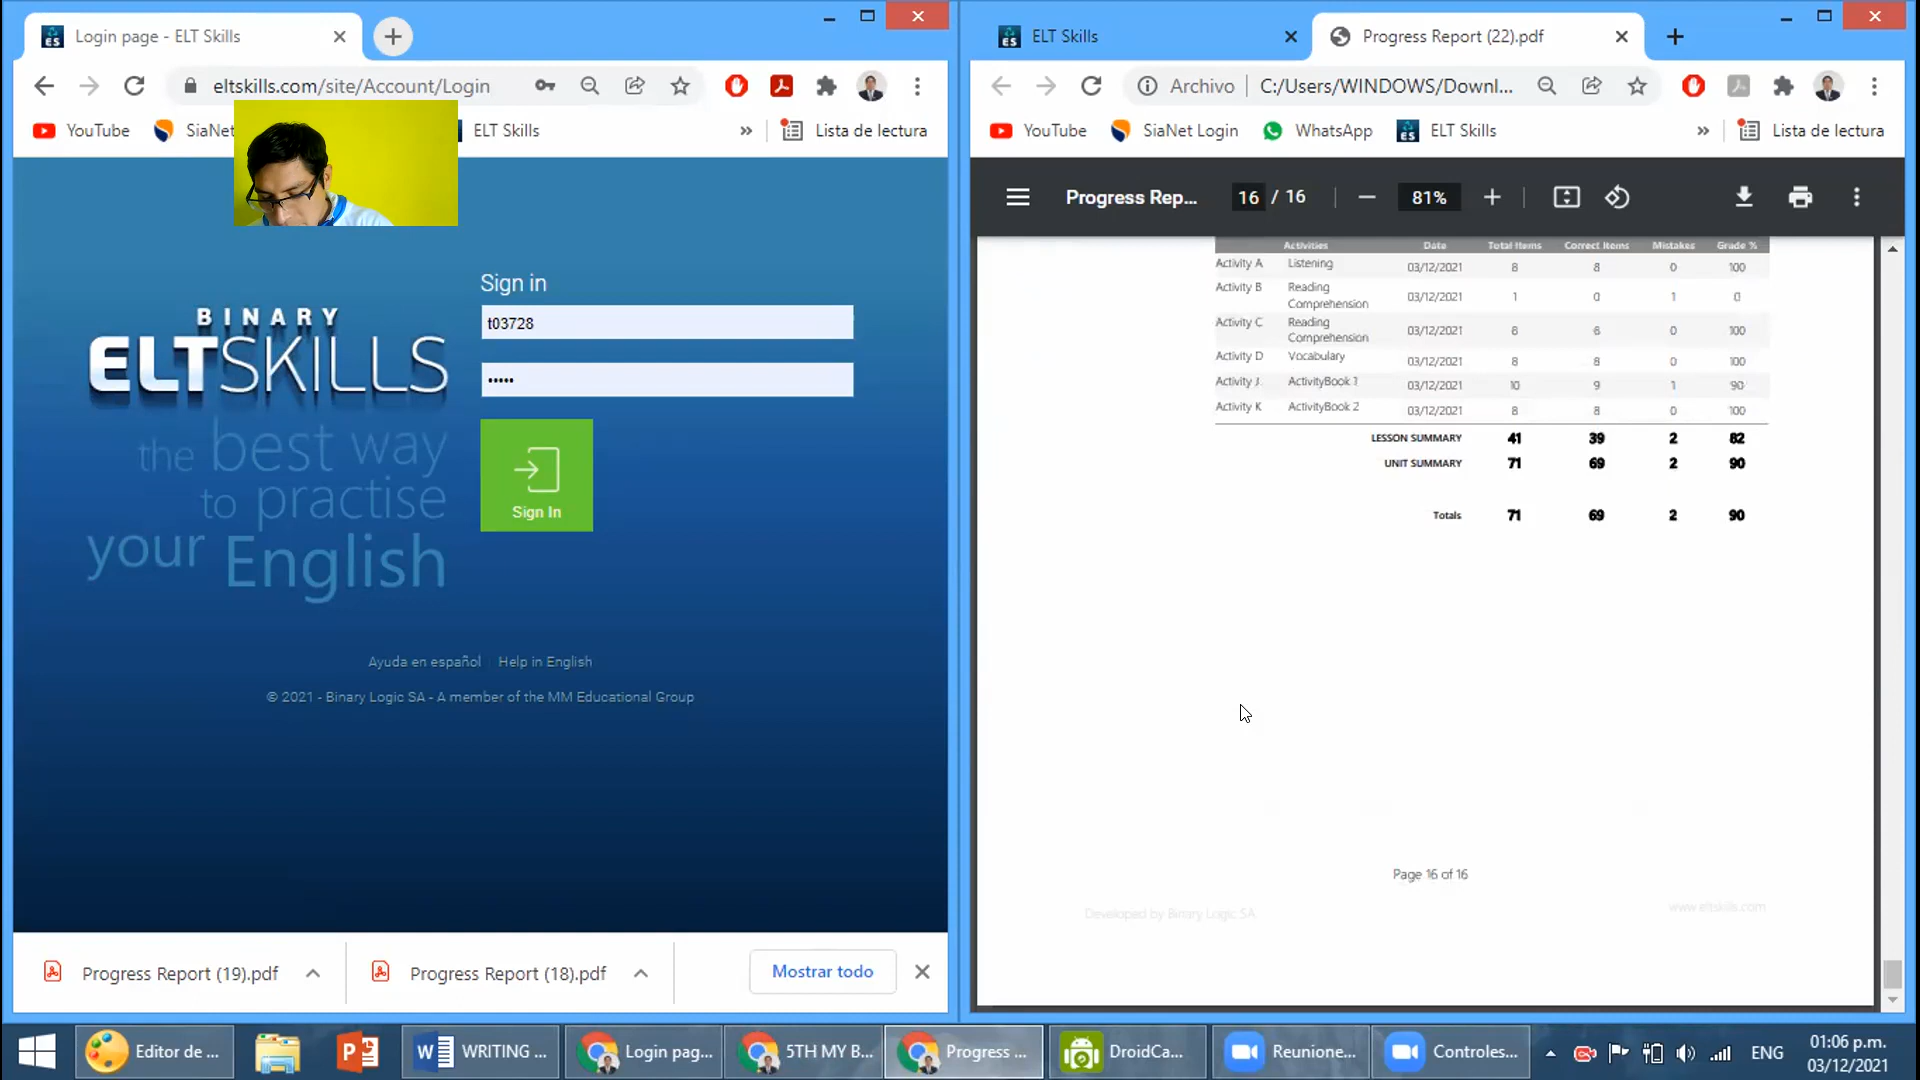 Login page - ELT Skills
eltskills.com/site/Account/Login
YouTube
SiaNet
ELT Skills
»
Lista de lectura
BINARY
ELTSKILLS
the best way
to practise
your English
Sign in
t03728
•••••
Sign In
Ayuda en español
Help in English
© 2021 - Binary Logic SA - A member of the MM Educational Group
Progress Report (19).pdf
Progress Report (18).pdf
Mostrar todo
ELT Skills
Progress Report (22).pdf
Archivo
C:/Users/WINDOWS/Downl...
YouTube
SiaNet Login
WhatsApp
ELT Skills
»
Lista de lectura
Progress Rep...
16 / 16
81%
Activities Date Total Items Correct Items Mistakes Grade %
Activity A Listening 03/12/2021 8 8 0 100
Activity B Reading Comprehension 03/12/2021 1 0 1 0
Activity C Reading Comprehension 03/12/2021 6 6 0 100
Activity D Vocabulary 03/12/2021 8 8 0 100
Activity J ActivityBook 1 03/12/2021 10 9 1 90
Activity K ActivityBook 2 03/12/2021 8 8 0 100
LESSON SUMMARY 41 39 2 82
UNIT SUMMARY 71 69 2 90
Totals 71 69 2 90
Page 16 of 16
Developed by Binary Logic SA
www.eltskills.com
Editor de ...
WRITING ...
Login pag...
5TH MY B...
Progress ...
DroidCa...
Reunione...
Controles...
ENG
01:06 p.m.
03/12/2021